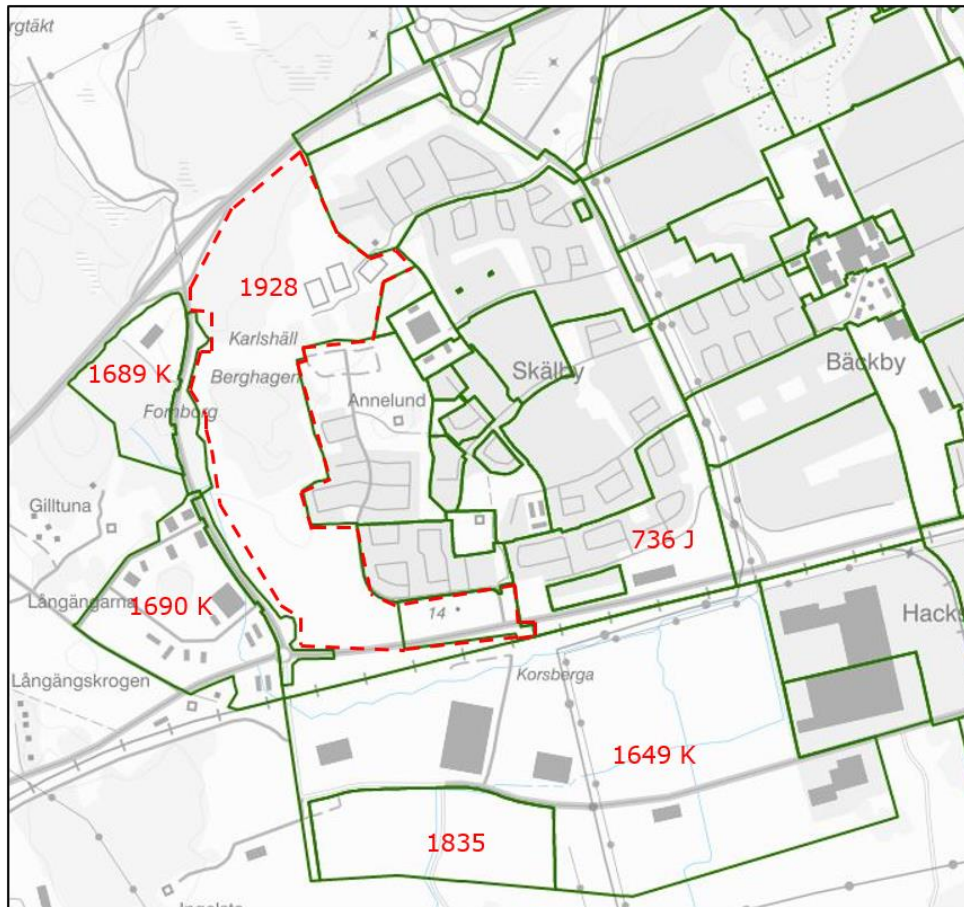 rgtäkt
1928
Karlshäll
1689 K
Berghagen
Skälby
Bäckby
Annelund
Fornborg
Gilltuna
736 J
Långängarna
1690 K
14
Hacks
Långängskrogen
Korsberga
1649 K
1835